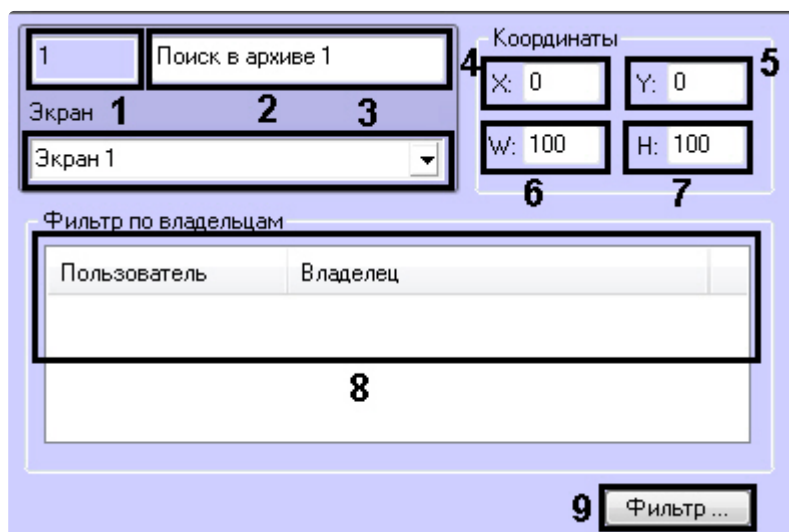 1 Поиск в архиве 1
Экран 1 2 3
Экран 1
Координаты
4 X: 0 Y: 0 5
W: 100 H: 100
6 7
Фильтр по владельцам
Пользователь Владелец
8
9 Фильтр ...